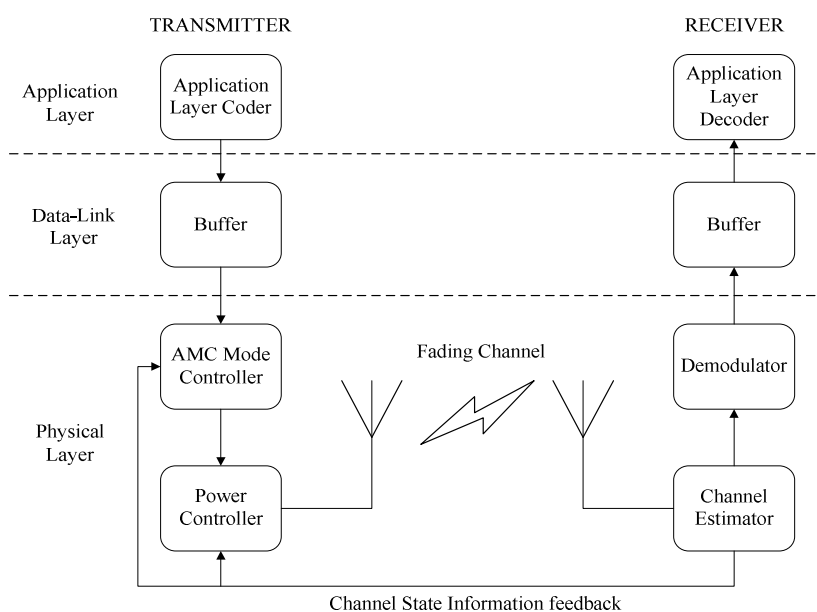 TRANSMITTER
RECEIVER
Application
Layer
Application
Layer Coder
Application
Layer
Decoder
Data-Link
Layer
Buffer
Buffer
Physical
Layer
AMC Mode
Controller
Fading Channel
Demodulator
Power
Controller
Channel
Estimator
Channel State Information feedback